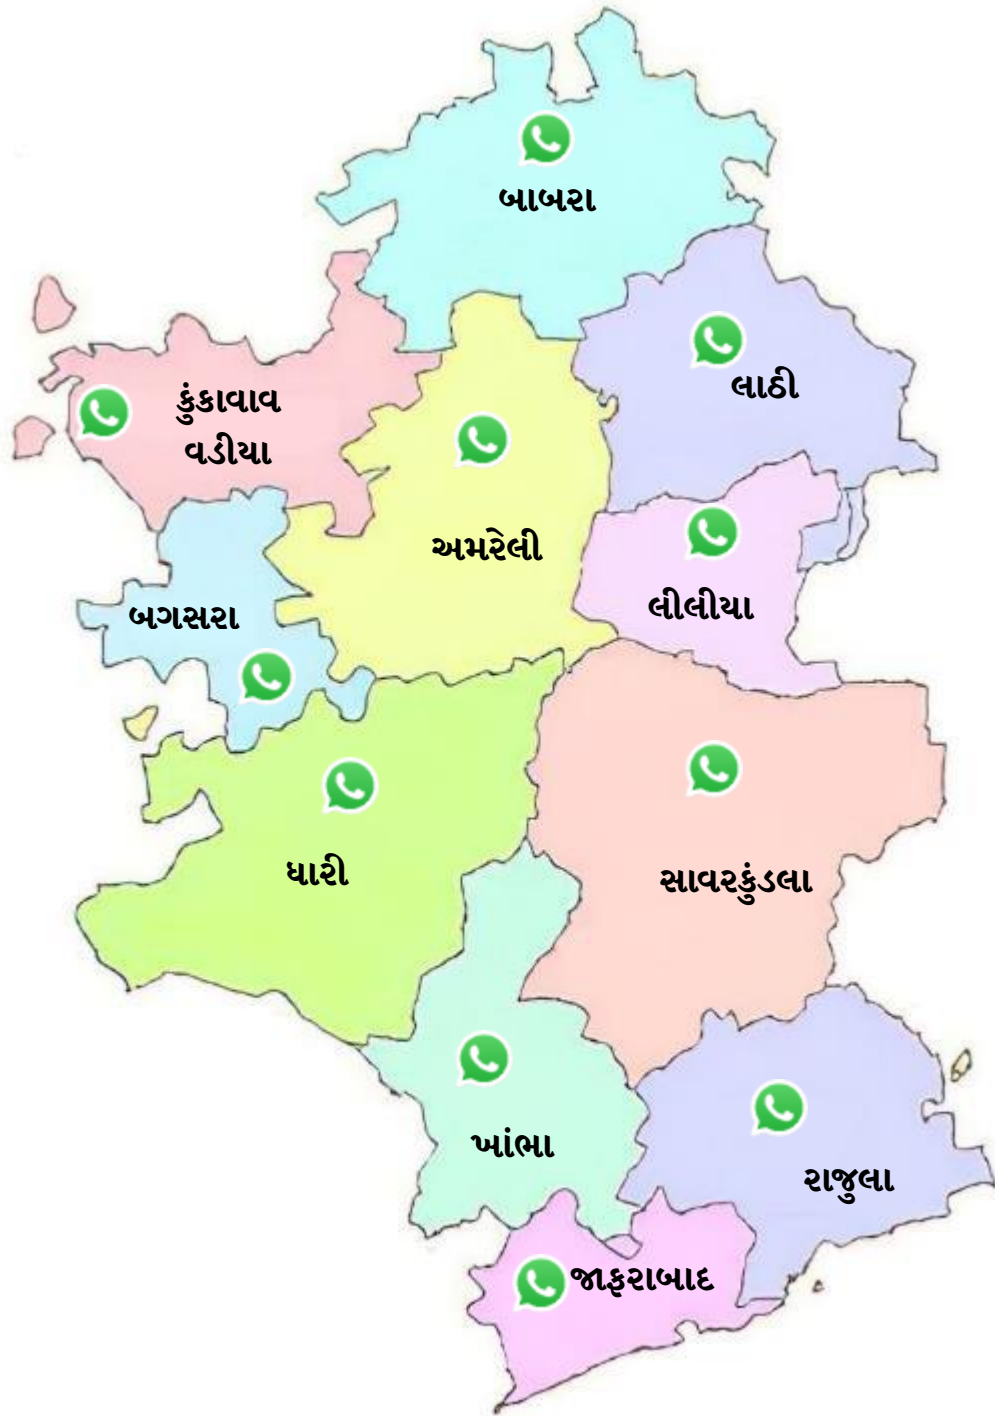 બાબરા
લાઠી
કુંકાવાવ
વડીયા
અમરેલી
લીલીયા
બગસરા
ધારી
સાવરકુંડલા
ખાંભા
રાજુલા
જાફરાબાદ